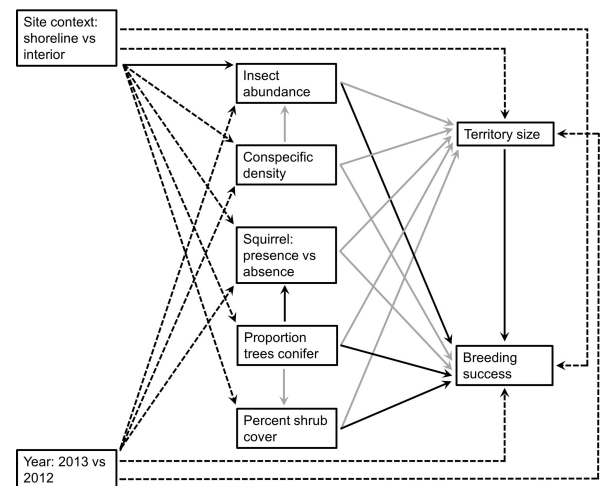 Site context:
shoreline vs
interior
Insect
abundance
Conspecific
density
Squirrel:
presence vs
absence
Proportion
trees conifer
Percent shrub
cover
Territory size
Breeding
success
Year: 2013 vs
2012